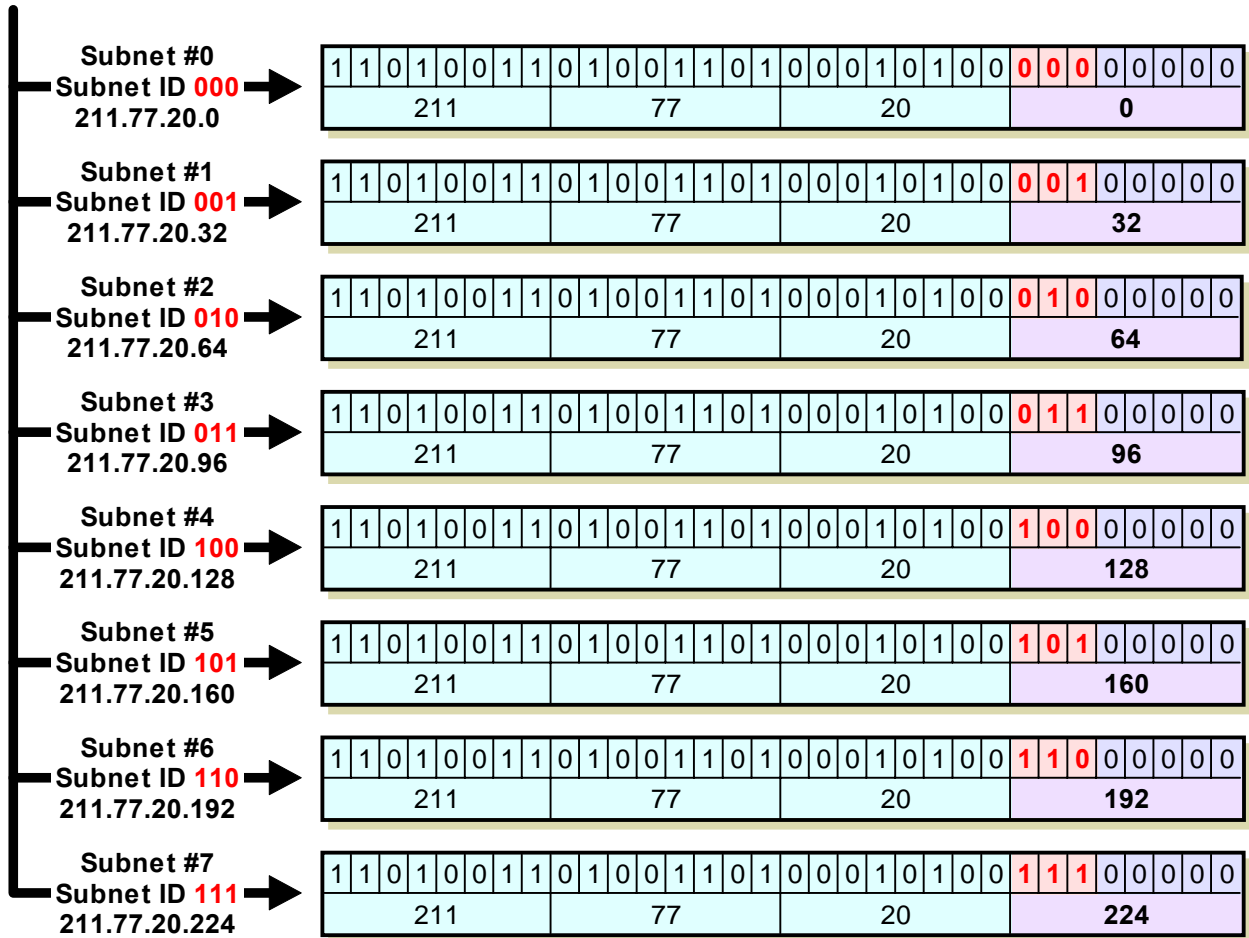 Subnet #0
Subnet ID 000
211.77.20.0
1 1 0 1 0 0 1 1 0 1 0 0 1 1 0 1 0 0 0 1 0 1 0 0 0 0 0 0 0 0 0 0
211 77 20 0
Subnet #1
Subnet ID 001
211.77.20.32
1 1 0 1 0 0 1 1 0 1 0 0 1 1 0 1 0 0 0 1 0 1 0 0 0 0 1 0 0 0 0 0
211 77 20 32
Subnet #2
Subnet ID 010
211.77.20.64
1 1 0 1 0 0 1 1 0 1 0 0 1 1 0 1 0 0 0 1 0 1 0 0 0 1 0 0 0 0 0 0
211 77 20 64
Subnet #3
Subnet ID 011
211.77.20.96
1 1 0 1 0 0 1 1 0 1 0 0 1 1 0 1 0 0 0 1 0 1 0 0 0 1 1 0 0 0 0 0
211 77 20 96
Subnet #4
Subnet ID 100
211.77.20.128
1 1 0 1 0 0 1 1 0 1 0 0 1 1 0 1 0 0 0 1 0 1 0 0 1 0 0 0 0 0 0 0
211 77 20 128
Subnet #5
Subnet ID 101
211.77.20.160
1 1 0 1 0 0 1 1 0 1 0 0 1 1 0 1 0 0 0 1 0 1 0 0 1 0 1 0 0 0 0 0
211 77 20 160
Subnet #6
Subnet ID 110
211.77.20.192
1 1 0 1 0 0 1 1 0 1 0 0 1 1 0 1 0 0 0 1 0 1 0 0 1 1 0 0 0 0 0 0
211 77 20 192
Subnet #7
Subnet ID 111
211.77.20.224
1 1 0 1 0 0 1 1 0 1 0 0 1 1 0 1 0 0 0 1 0 1 0 0 1 1 1 0 0 0 0 0
211 77 20 224